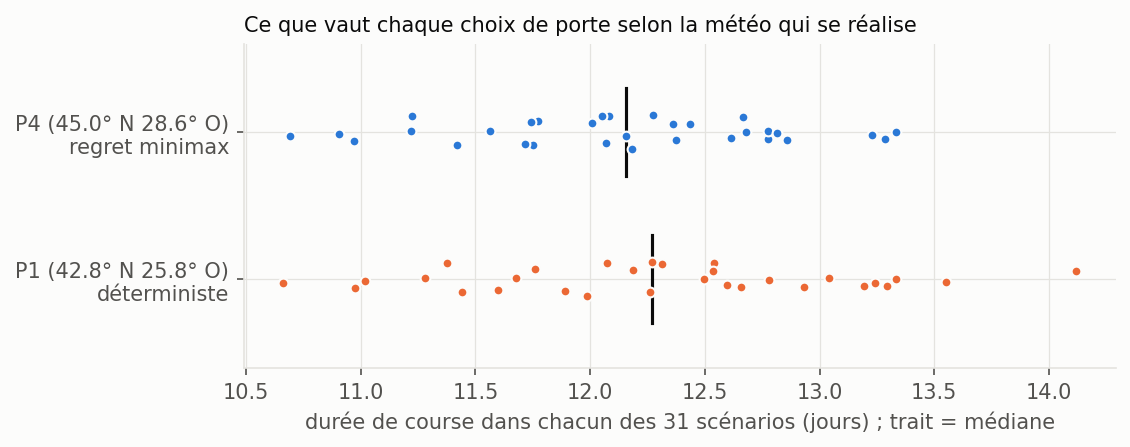 Ce que vaut chaque choix de porte selon la météo qui se réalise
P4 (45.0° N 28.6° O)
regret minimax
P1 (42.8° N 25.8° O)
déterministe
10.5 11.0 11.5 12.0 12.5 13.0 13.5 14.0
durée de course dans chacun des 31 scénarios (jours) ; trait = médiane